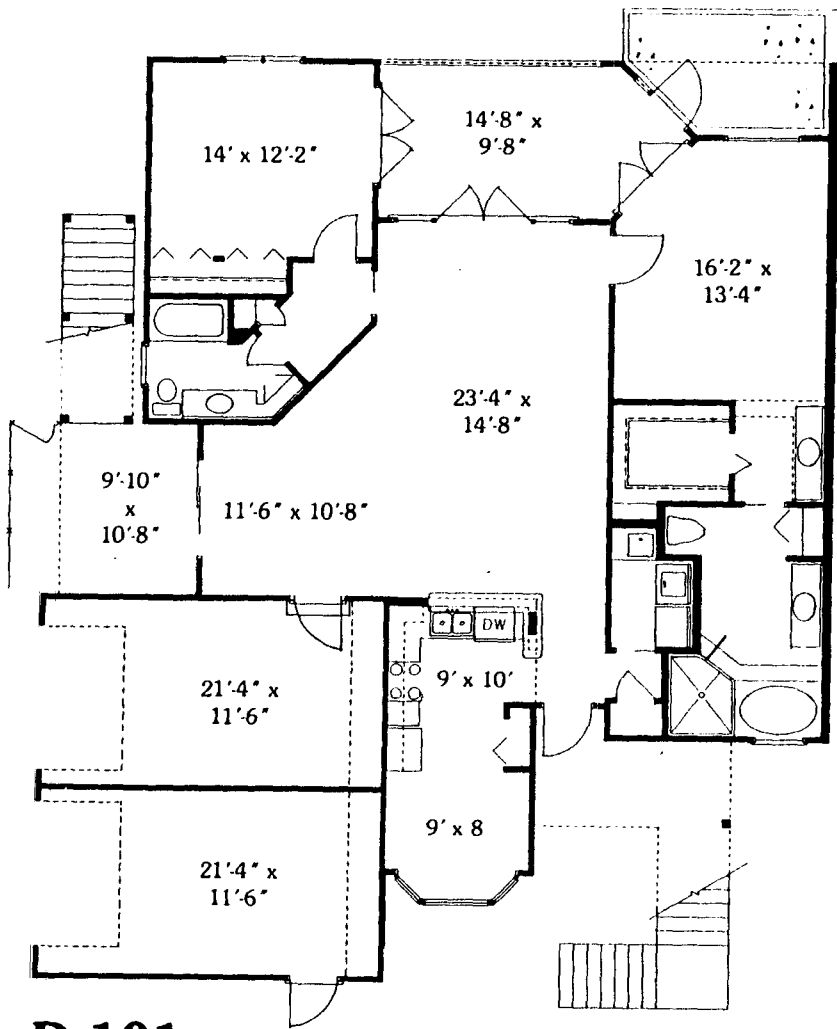 14'-8" x
9'-8"
14' x 12'-2"
16'-2" x
13'-4"
23'-4" x
14'-8"
9'-10"
x
10'-8"
11'-6" x 10'-8"
DW
9' x 10'
21'-4" x
11'-6"
9' x 8
21'-4" x
11'-6"